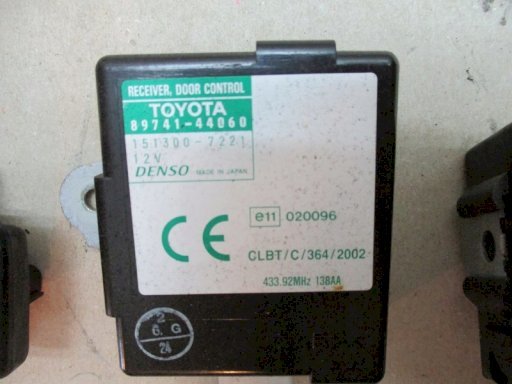 RECEIVER, DOOR CONTROL
TOYOTA
89741-44060
151300-7221
12V
DENSO MADE IN JAPAN
CE
e11 020096
CLBT/C/364/2002
433.92MHz 13BAA
2
6. G
24